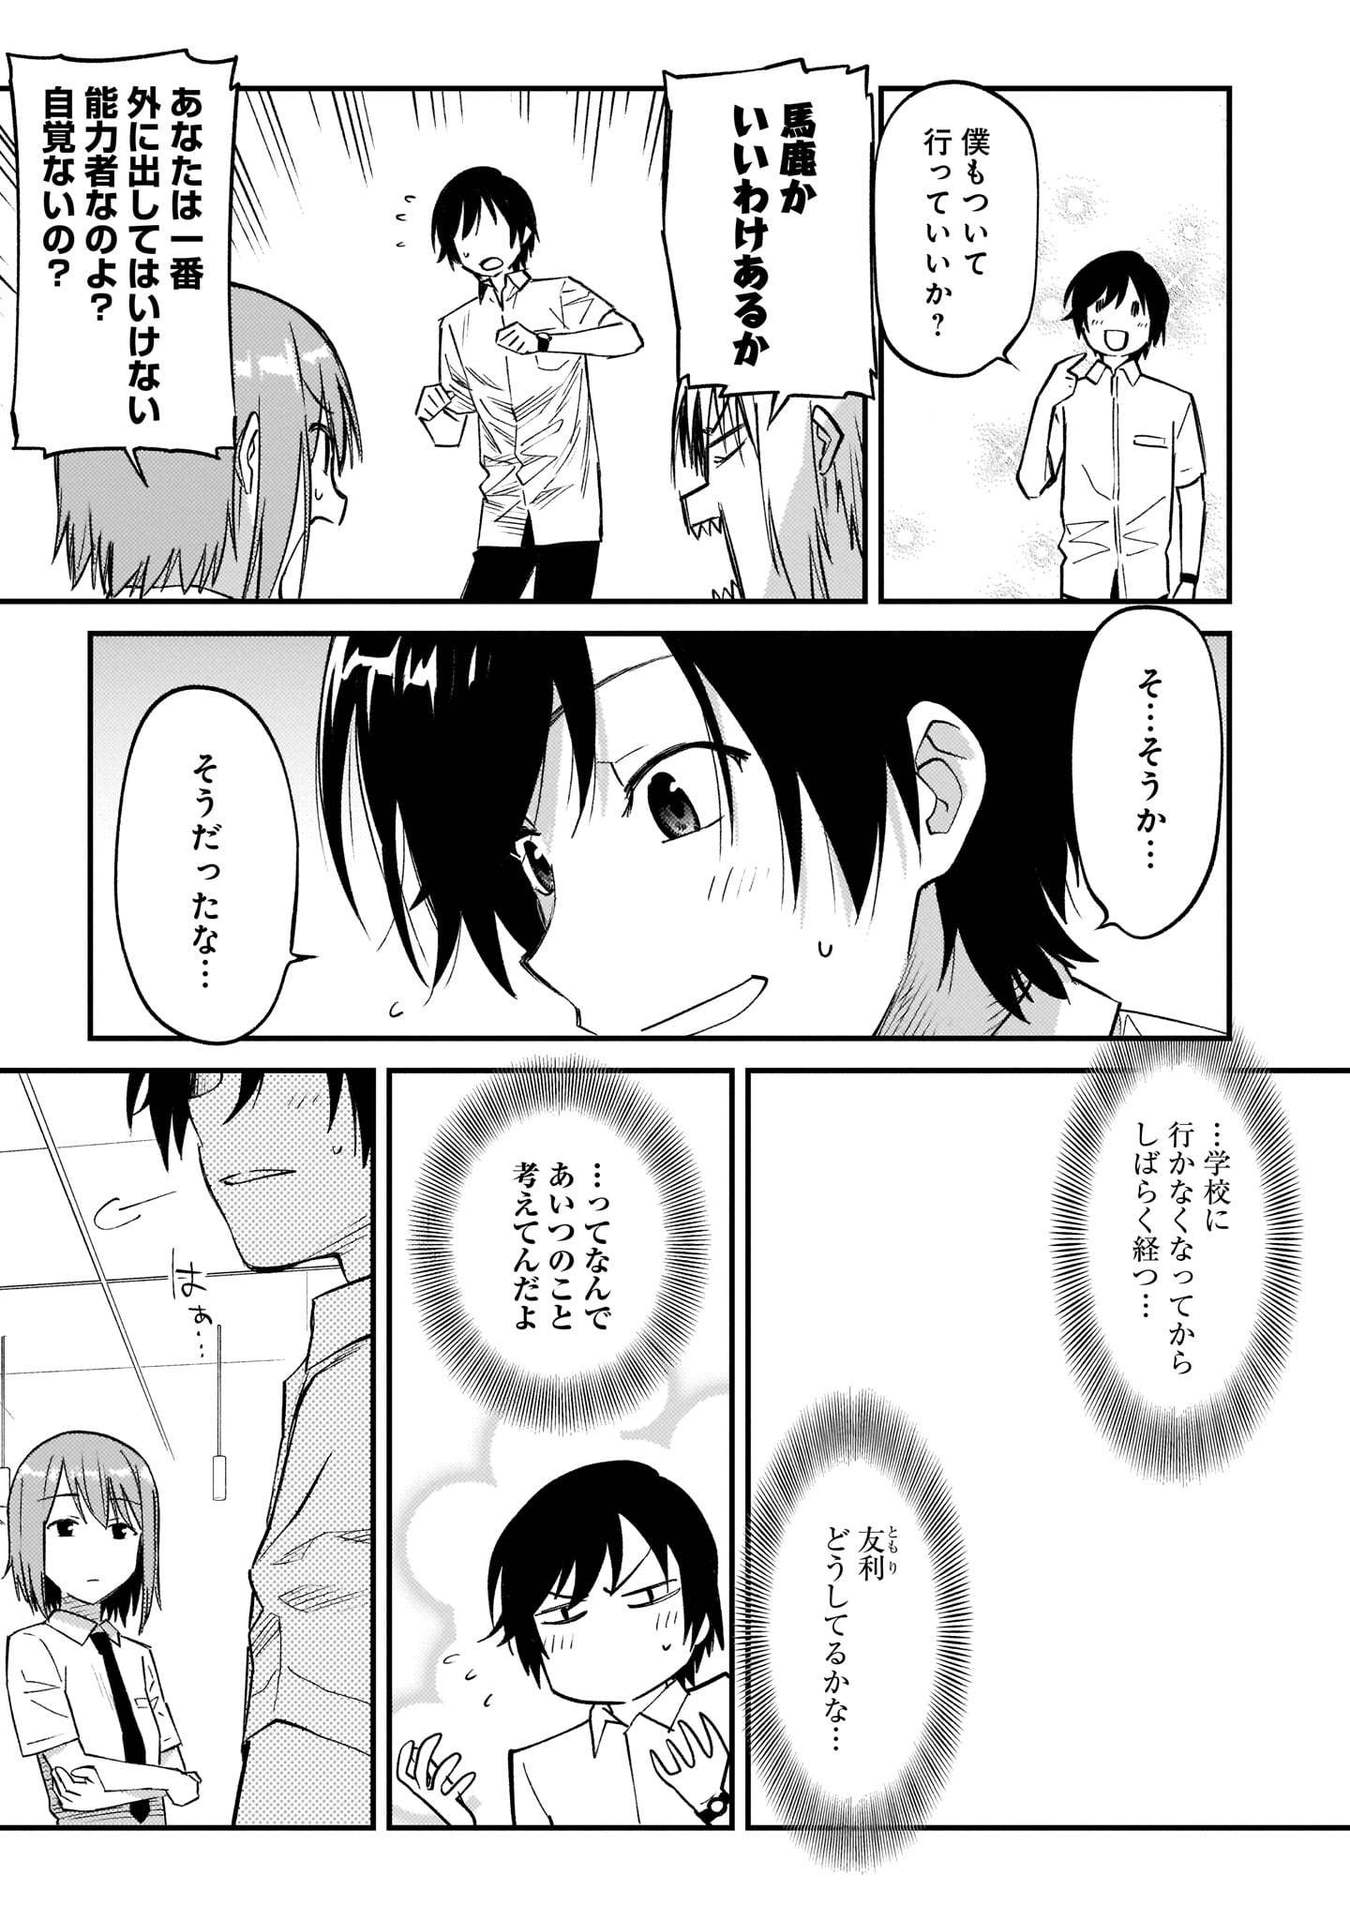 僕もついて
行っていいか？
馬鹿か
いいわけあるか
あなたは一番
外に出してはいけない
能力者なのよ？
自覚ないの？
そ…そうか…
そうだったな…
…学校に
行かなくなってから
しばらく経つ…
友利
ともり
どうしてるかな…
…ってなんで
あいつのこと
考えてんだよ
はぁ…